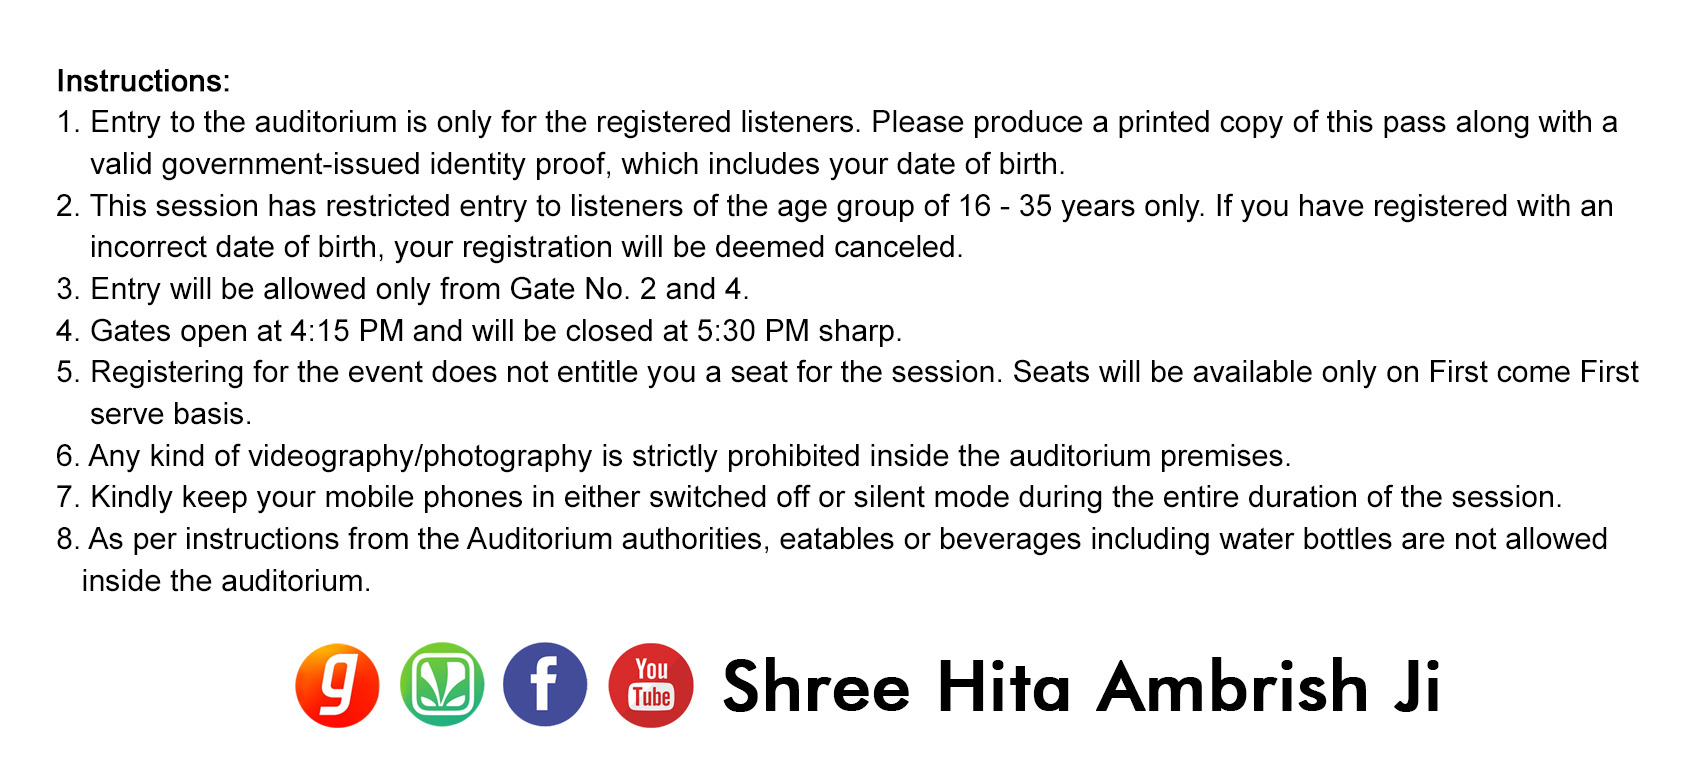 Instructions:
1. Entry to the auditorium is only for the registered listeners. Please produce a printed copy of this pass along with a
valid government-issued identity proof, which includes your date of birth.
2. This session has restricted entry to listeners of the age group of 16 - 35 years only. If you have registered with an
incorrect date of birth, your registration will be deemed canceled.
3. Entry will be allowed only from Gate No. 2 and 4.
4. Gates open at 4:15 PM and will be closed at 5:30 PM sharp.
5. Registering for the event does not entitle you a seat for the session. Seats will be available only on First come First
serve basis.
6. Any kind of videography/photography is strictly prohibited inside the auditorium premises.
7. Kindly keep your mobile phones in either switched off or silent mode during the entire duration of the session.
8. As per instructions from the Auditorium authorities, eatables or beverages including water bottles are not allowed
inside the auditorium.
g f You Tube Shree Hita Ambrish Ji